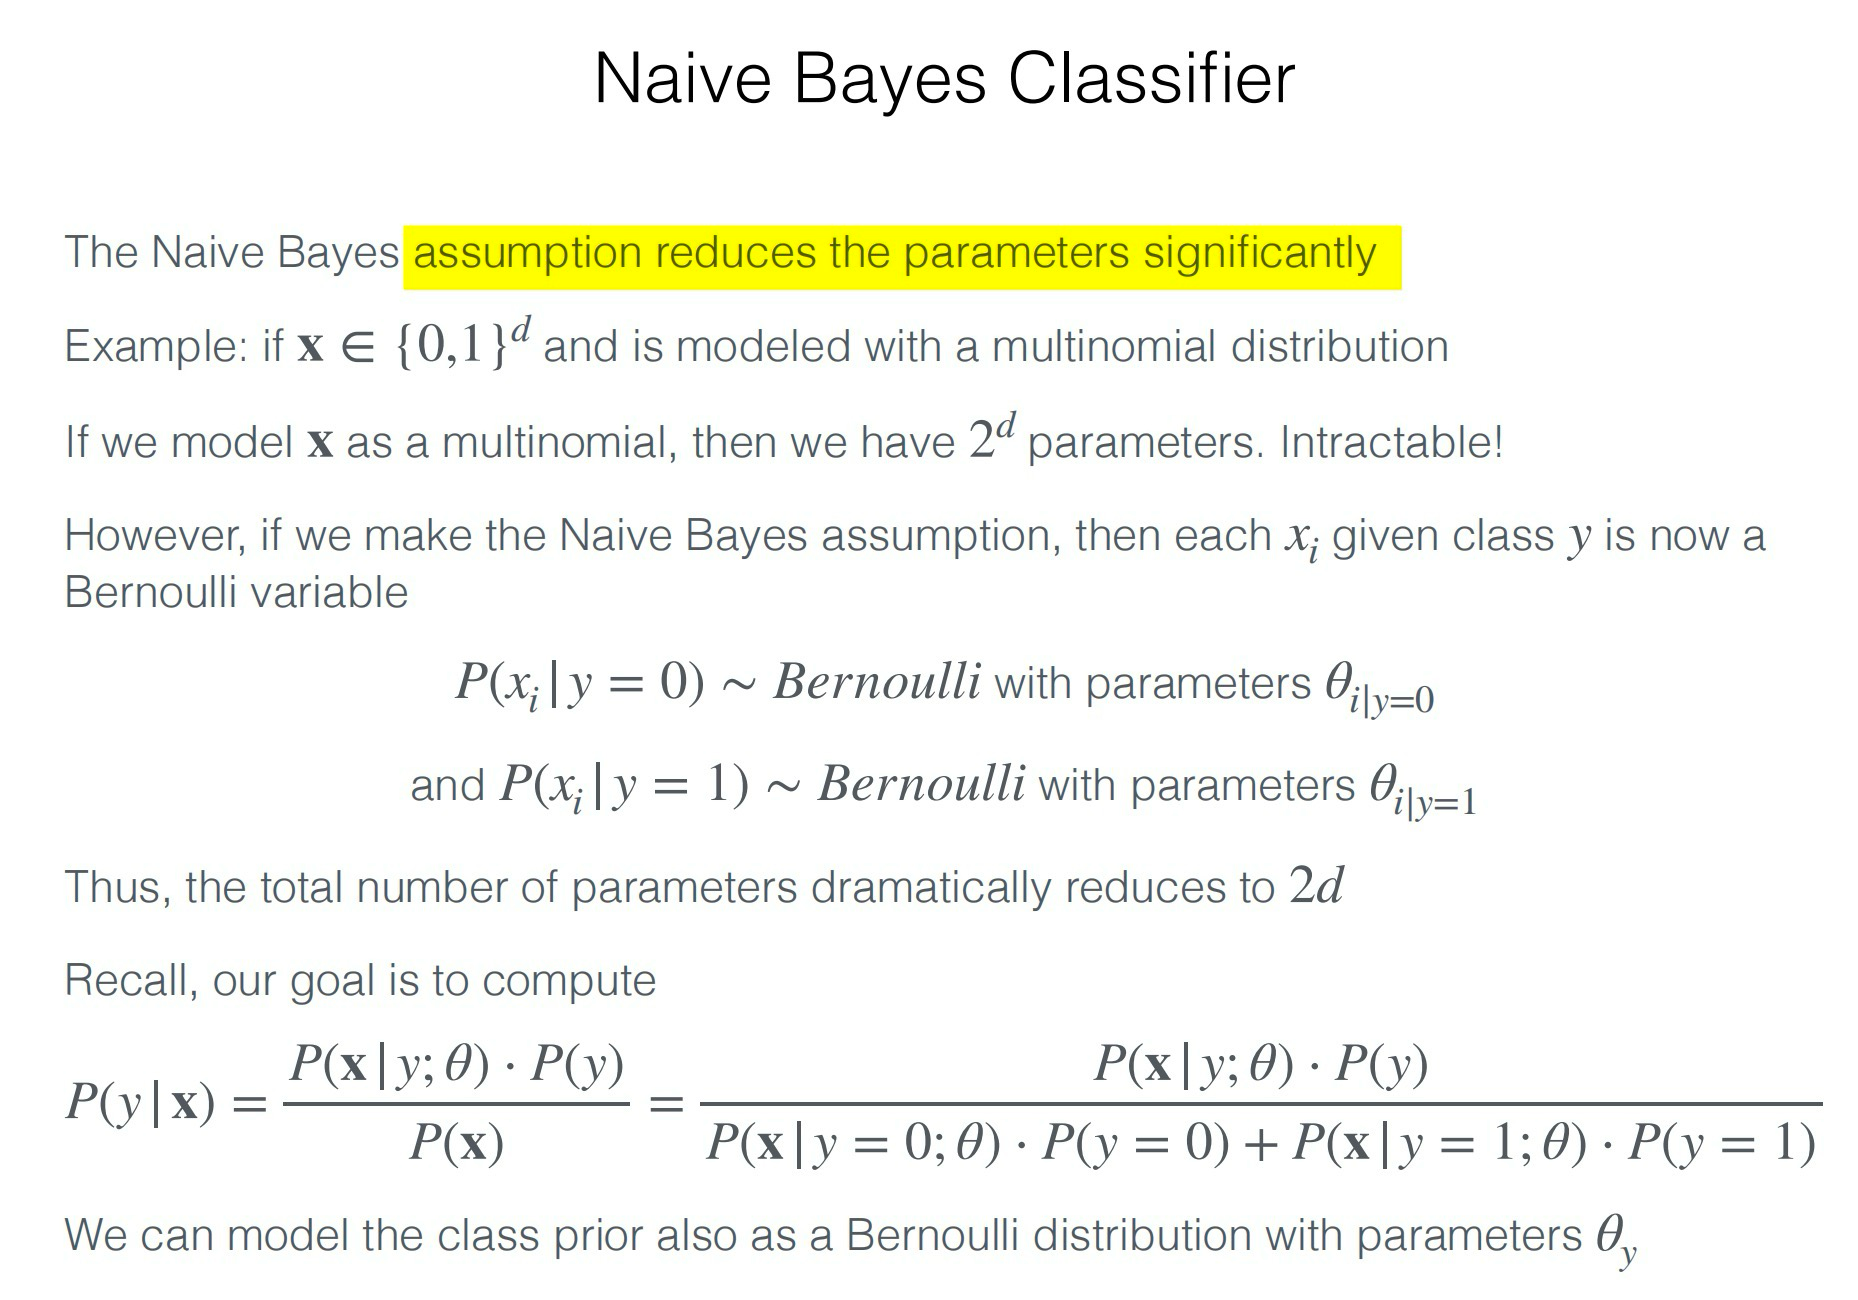 Naive Bayes Classifier
The Naive Bayes assumption reduces the parameters significantly
Example: if 𝐱 ∈ {0,1}^d and is modeled with a multinomial distribution
If we model 𝐱 as a multinomial, then we have 2^d parameters. Intractable!
However, if we make the Naive Bayes assumption, then each x_i given class y is now a
Bernoulli variable
P(x_i | y = 0) ~ Bernoulli with parameters θ_{i|y=0}
and P(x_i | y = 1) ~ Bernoulli with parameters θ_{i|y=1}
Thus, the total number of parameters dramatically reduces to 2d
Recall, our goal is to compute
P(y | 𝐱) = \frac{P(𝐱 | y; θ) · P(y)}{P(𝐱)} = \frac{P(𝐱 | y; θ) · P(y)}{P(𝐱 | y = 0; θ) · P(y = 0) + P(𝐱 | y = 1; θ) · P(y = 1)}
We can model the class prior also as a Bernoulli distribution with parameters θ_y